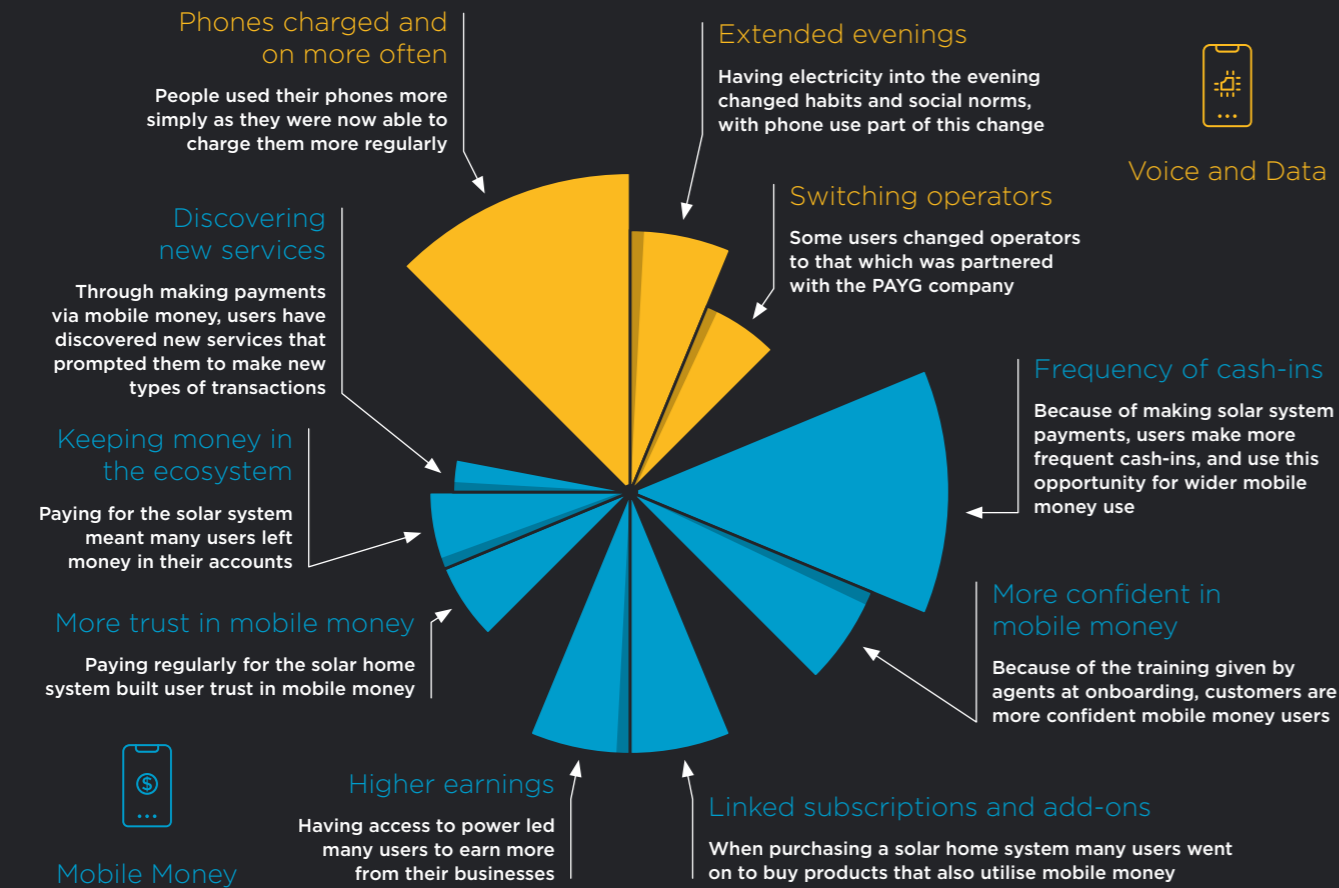 Phones charged and
on more often
People used their phones more
simply as they were now able to
charge them more regularly
Extended evenings
Having electricity into the evening
changed habits and social norms,
with phone use part of this change
Voice and Data
Switching operators
Some users changed operators
to that which was partnered
with the PAYG company
Discovering
new services
Through making payments
via mobile money, users have
discovered new services that
prompted them to make new
types of transactions
Frequency of cash-ins
Because of making solar system
payments, users make more
frequent cash-ins, and use this
opportunity for wider mobile
money use
Keeping money in
the ecosystem
Paying for the solar system
meant many users left
money in their accounts
More confident in
mobile money
Because of the training given by
agents at onboarding, customers are
more confident mobile money users
More trust in mobile money
Paying regularly for the solar home
system built user trust in mobile money
$
Mobile Money
Higher earnings
Having access to power led
many users to earn more
from their businesses
Linked subscriptions and add-ons
When purchasing a solar home system many users went
on to buy products that also utilise mobile money